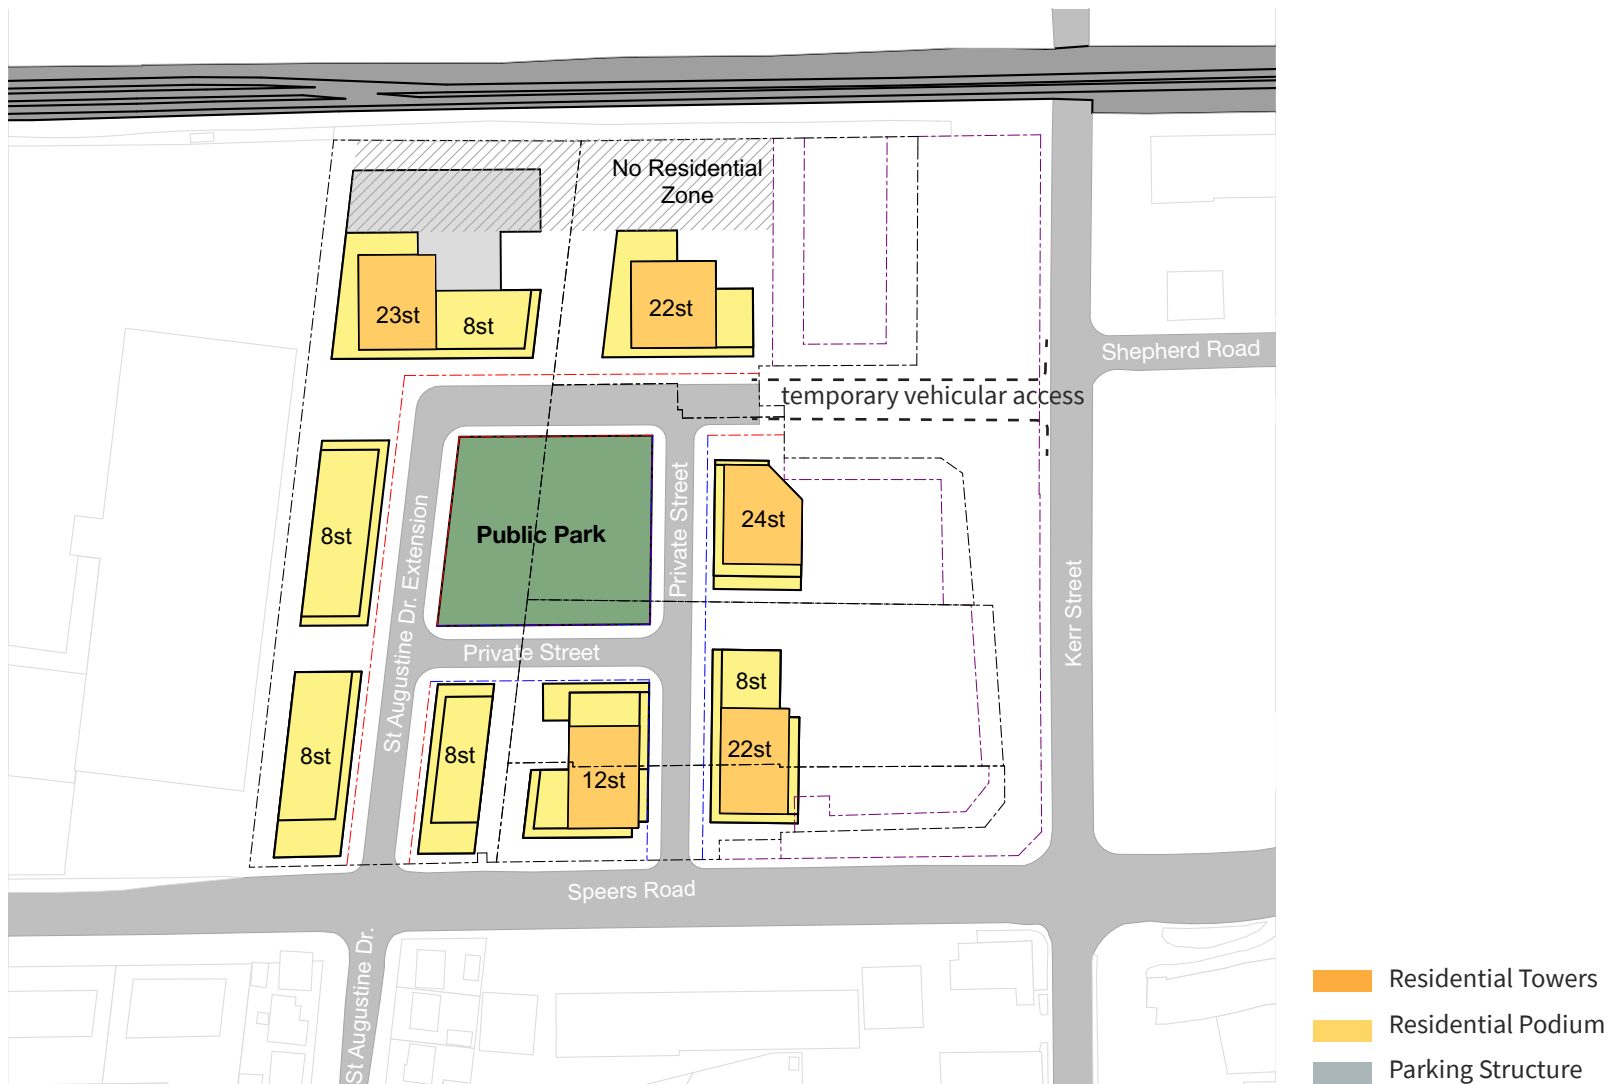 No Residential
Zone
23st
8st
22st
Shepherd Road
temporary vehicular access
24st
8st
Public Park
Private Street
St Augustine Dr. Extension
Kerr Street
Private Street
8st
8st
8st
22st
12st
Speers Road
St Augustine Dr.
Residential Towers
Residential Podium
Parking Structure